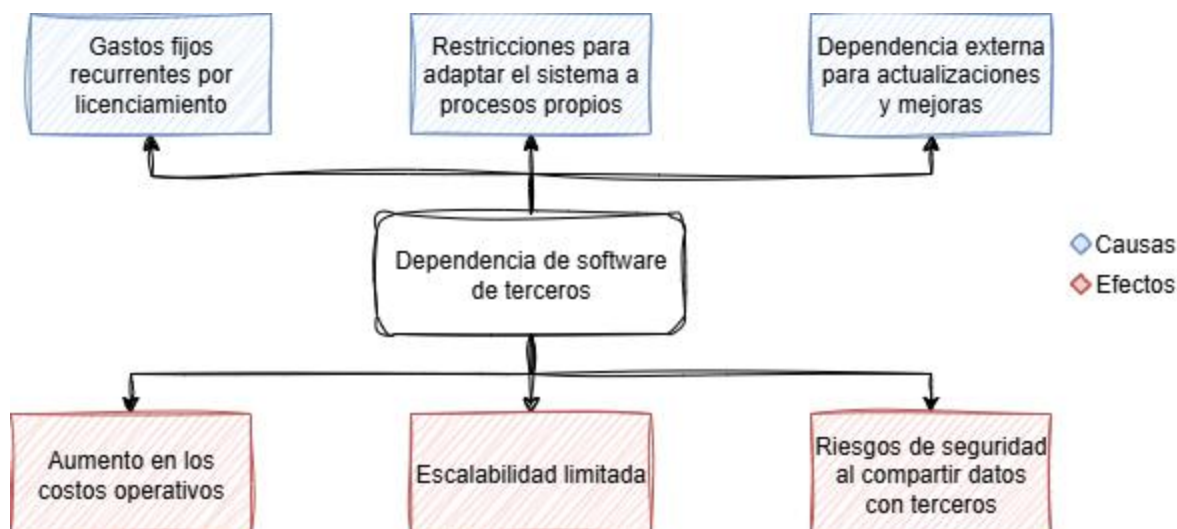 Gastos fijos
recurrentes por
licenciamiento
Restricciones para
adaptar el sistema a
procesos propios
Dependencia externa
para actualizaciones
y mejoras
Dependencia de software
de terceros
Causas
Efectos
Aumento en los
costos operativos
Escalabilidad limitada
Riesgos de seguridad
al compartir datos
con terceros